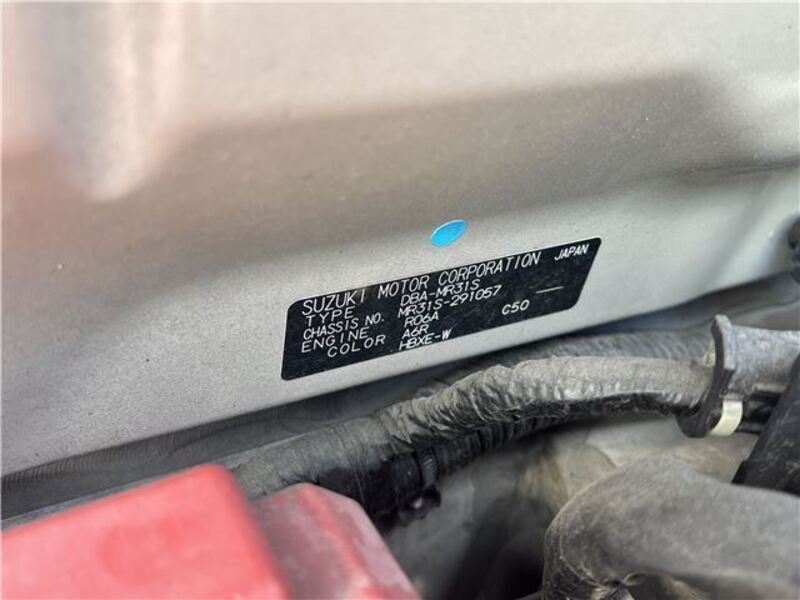 SUZUKI MOTOR CORPORATION JAPAN
TYPE DBA-MR31S
CHASSIS NO. MR31S-291057
ENGINE R06A C50
COLOR A6R
HBXE-W